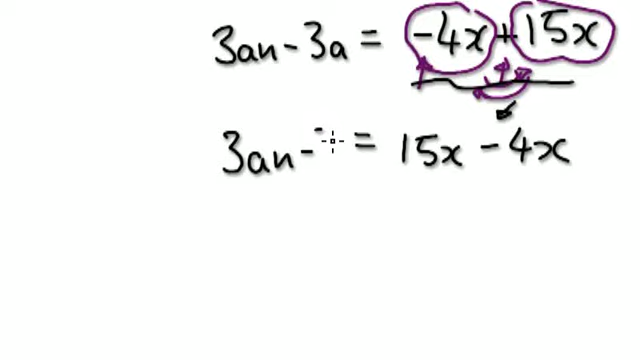 3an - 3a = -4x + 15x
3an - = 15x - 4x